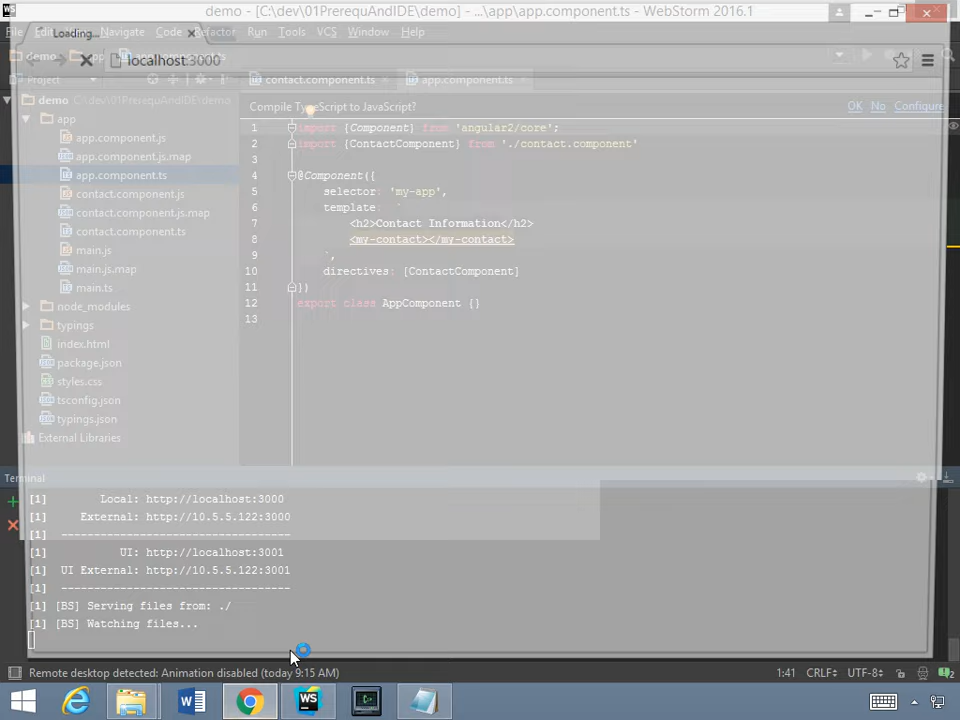 demo - [C:\dev\01PrerequAndIDE\demo] - ...\app\app.component.ts - WebStorm 2016.1
Loading...
File Navigate Code Refactor Run Tools VCS Window Help
localhost:3000
demo
Project
contact.component.ts
app.component.ts
demo C:\dev\01PrerequAndIDE\demo
app
app.component.js
app.component.js.map
app.component.ts
contact.component.js
contact.component.js.map
contact.component.ts
main.js
main.js.map
main.ts
node_modules
typings
index.html
package.json
styles.css
tsconfig.json
typings.json
External Libraries
Compile TypeScript to JavaScript?
OK No Configure
1 import {Component} from 'angular2/core';
2 import {ContactComponent} from './contact.component'
3
4 @Component({
5 selector: 'my-app',
6 template: `
7 <h2>Contact Information</h2>
8 <my-contact></my-contact>
9 `,
10 directives: [ContactComponent]
11 })
12 export class AppComponent {}
13
Terminal
[1] Local: http://localhost:3000
[1] External: http://10.5.5.122:3000
[1] -----------------------------------
[1] UI: http://localhost:3001
[1] UI External: http://10.5.5.122:3001
[1] -----------------------------------
[1] [BS] Serving files from: ./
[1] [BS] Watching files...
Remote desktop detected: Animation disabled (today 9:15 AM)
1:41 CRLF÷ UTF-8÷